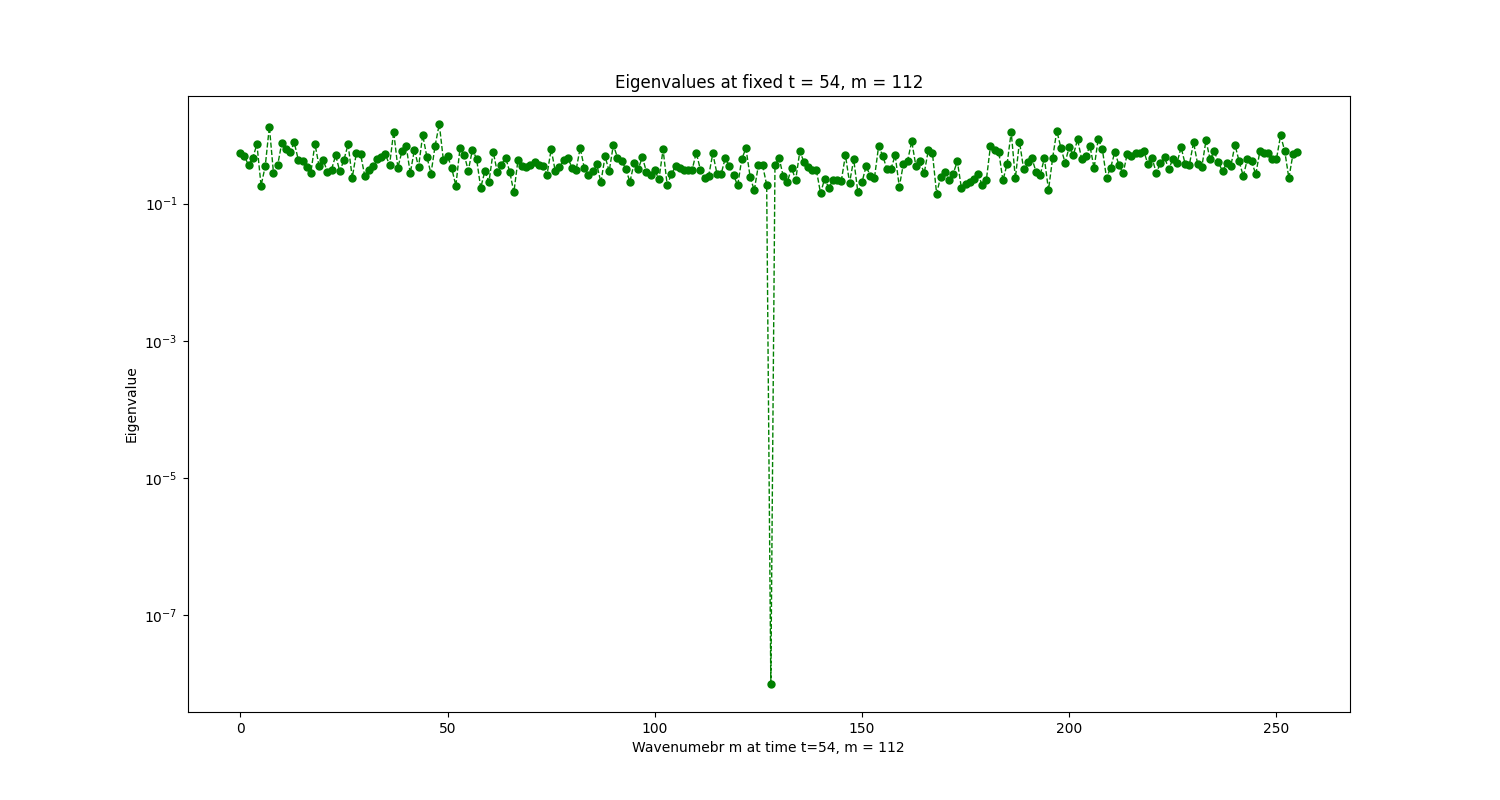 Eigenvalues at fixed t = 54, m = 112
10⁻¹
10⁻³
10⁻⁵
10⁻⁷
Eigenvalue
0 50 100 150 200 250
Wavenumebr m at time t=54, m = 112